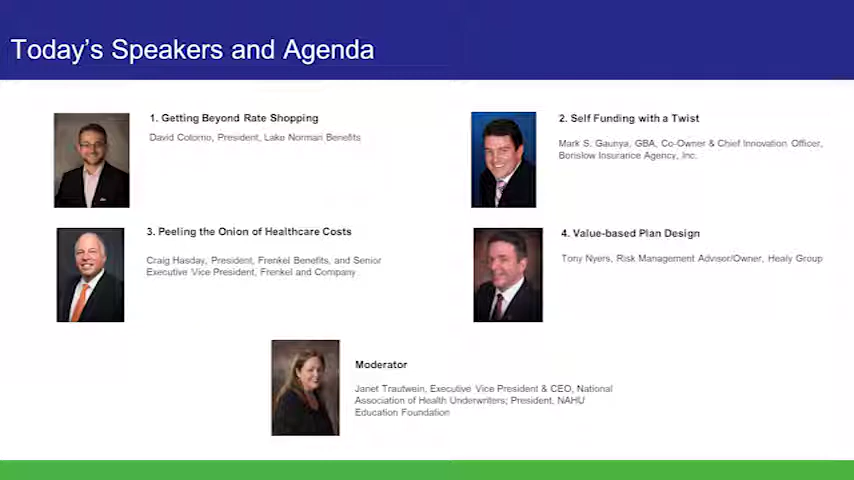 Today's Speakers and Agenda
1. Getting Beyond Rate Shopping
David Cotorno, President, Lake Norman Benefits
2. Self Funding with a Twist
Mark S. Gaunya, GBA, Co-Owner & Chief Innovation Officer,
Borislow Insurance Agency, Inc.
3. Peeling the Onion of Healthcare Costs
Craig Hasday, President, Frenkel Benefits, and Senior
Executive Vice President, Frenkel and Company
4. Value-based Plan Design
Tony Nyers, Risk Management Advisor/Owner, Healy Group
Moderator
Janet Trautwein, Executive Vice President & CEO, National
Association of Health Underwriters; President, NAHU
Education Foundation